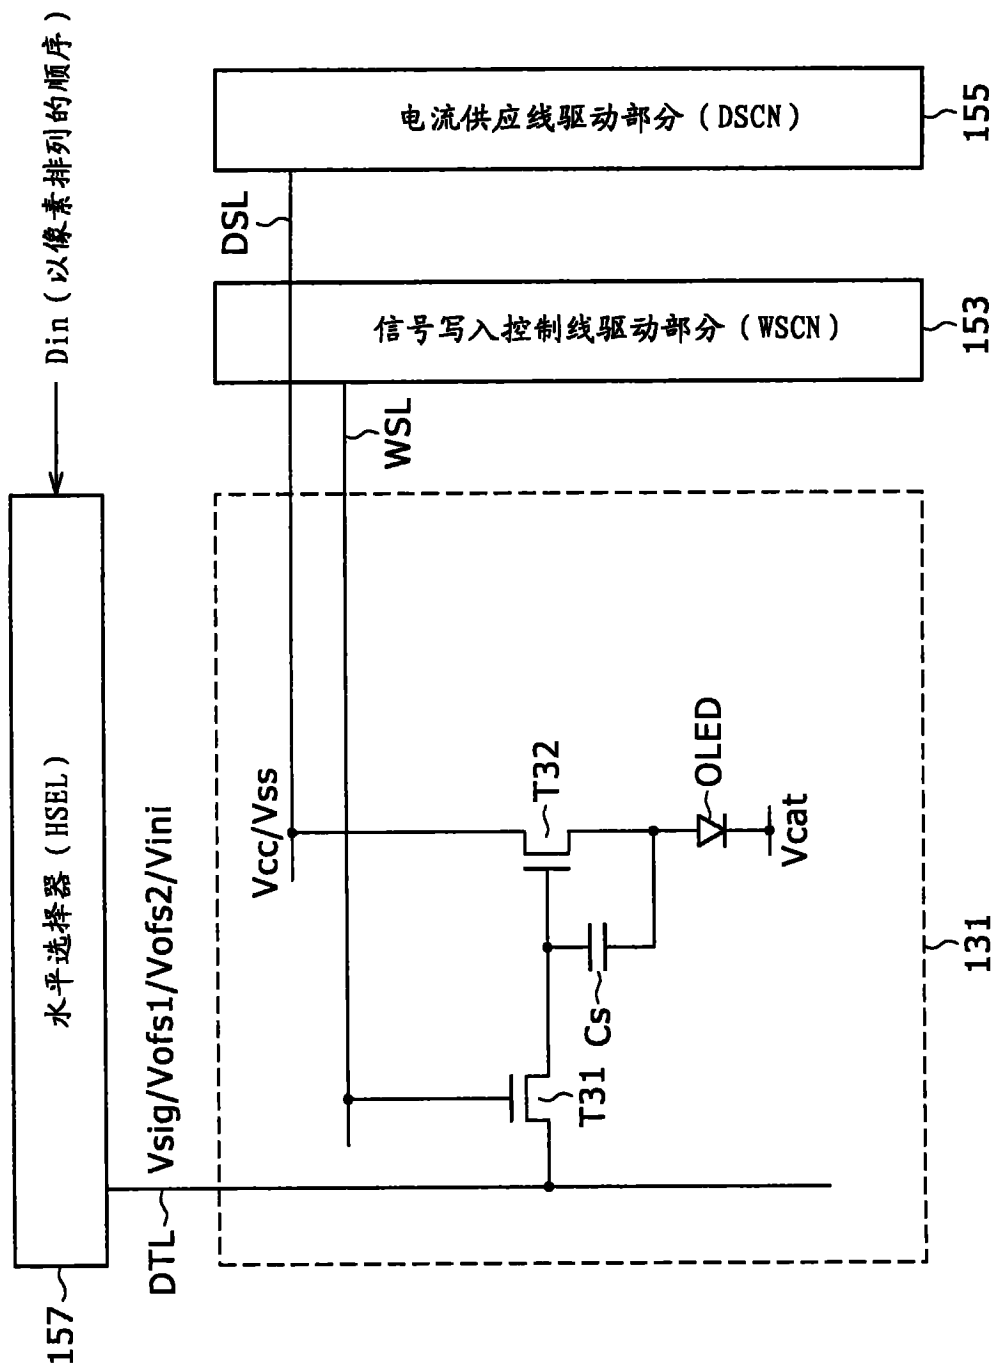 157
水平选择器(HSEL)
Din(以像素排列的顺序)
DTL
Vsig/Vofs1/Vofs2/Vini
Vcc/Vss
WSL
DSL
信号写入控制线驱动部分(WSCN)
153
电流供应线驱动部分(DSCN)
155
T31
Cs
T32
OLED
Vcat
131